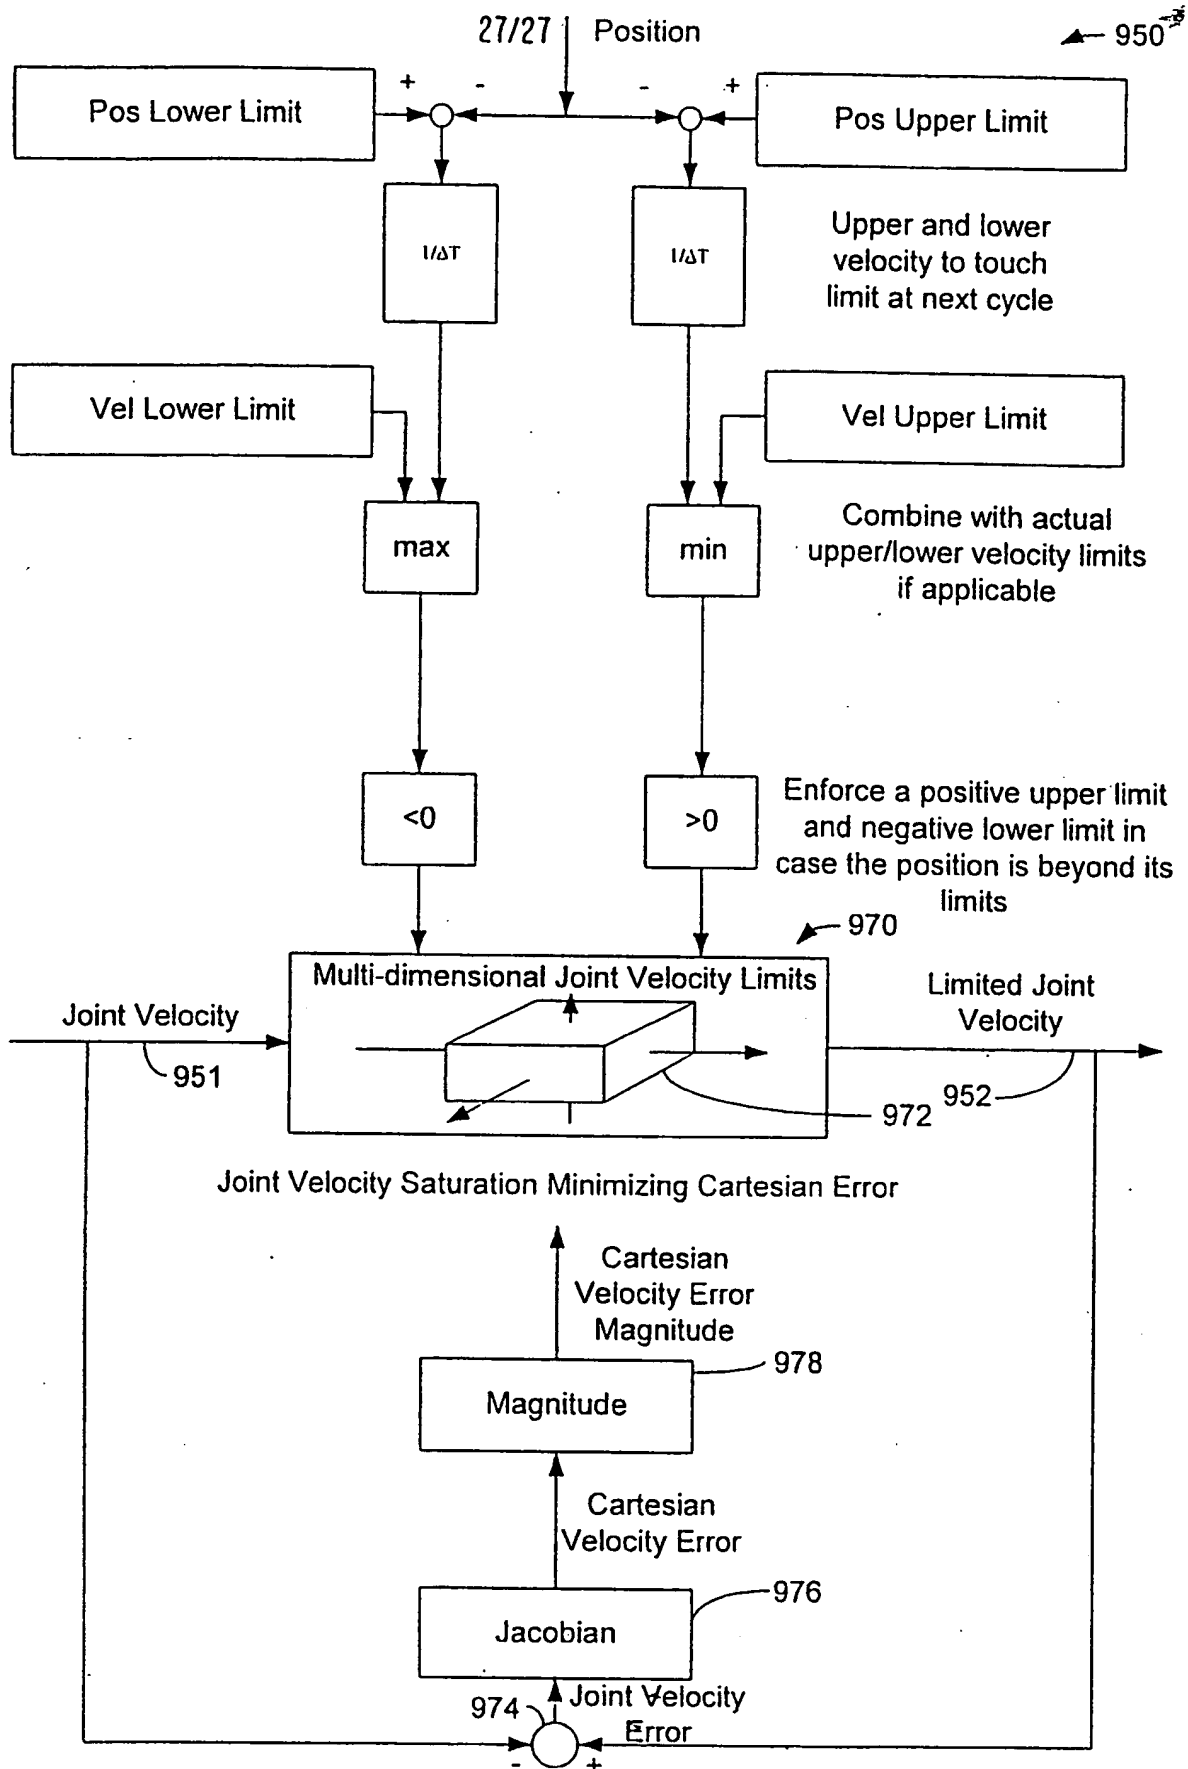 27/27
Position
950
+
-
-
+
Pos Lower Limit
Pos Upper Limit
1/ΔT
1/ΔT
Upper and lower
velocity to touch
limit at next cycle
Vel Lower Limit
Vel Upper Limit
max
min
Combine with actual
upper/lower velocity limits
if applicable
<0
>0
Enforce a positive upper limit
and negative lower limit in
case the position is beyond its
limits
970
Multi-dimensional Joint Velocity Limits
Joint Velocity
Limited Joint
Velocity
951
952
972
Joint Velocity Saturation Minimizing Cartesian Error
Cartesian
Velocity Error
Magnitude
978
Magnitude
Cartesian
Velocity Error
976
Jacobian
974
Joint Velocity
Error
-
+